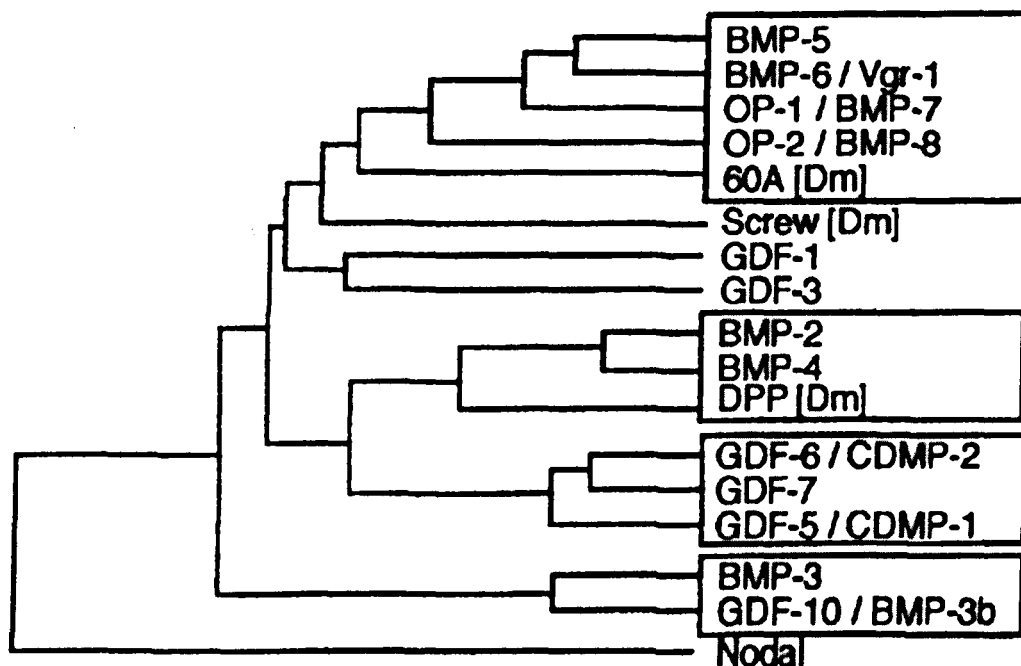 BMP-5
BMP-6 / Vgr-1
OP-1 / BMP-7
OP-2 / BMP-8
60A [Dm]
Screw [Dm]
GDF-1
GDF-3
BMP-2
BMP-4
DPP [Dm]
GDF-6 / CDMP-2
GDF-7
GDF-5 / CDMP-1
BMP-3
GDF-10 / BMP-3b
Nodal